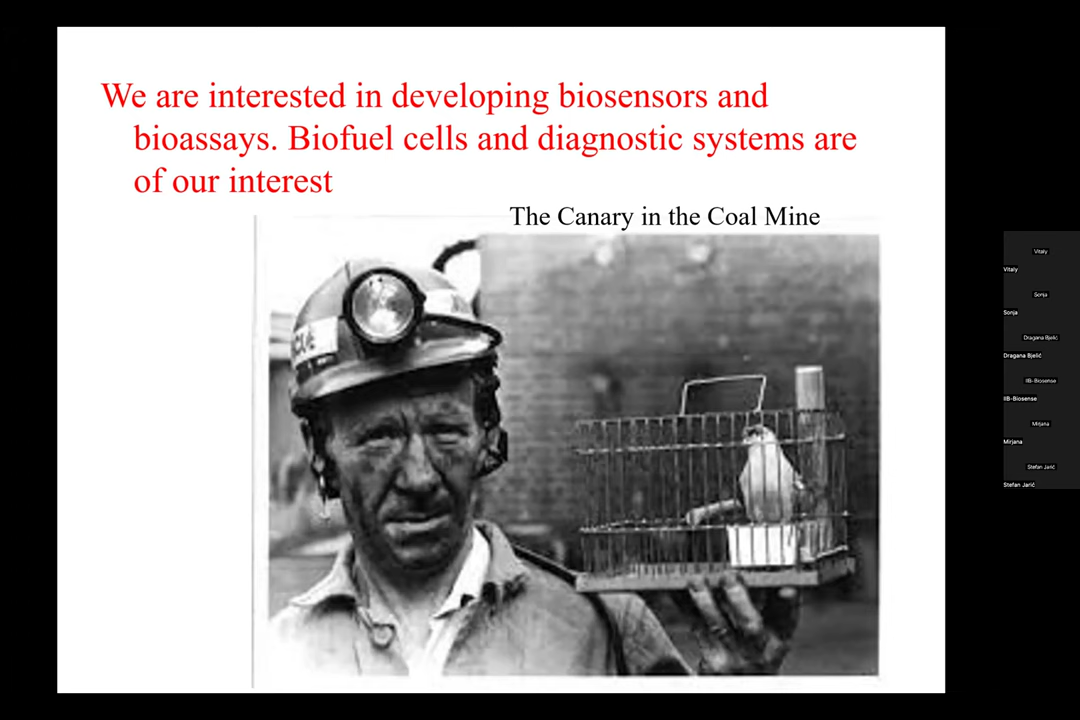 We are interested in developing biosensors and
bioassays. Biofuel cells and diagnostic systems are
of our interest
The Canary in the Coal Mine
Vitaly
Vitaly
Sonja
Sonja
Dragana Bjelić
Dragana Bjelić
IIB-Biosense
IIB-Biosense
Mirjana
Mirjana
Stefan Jarić
Stefan Jarić